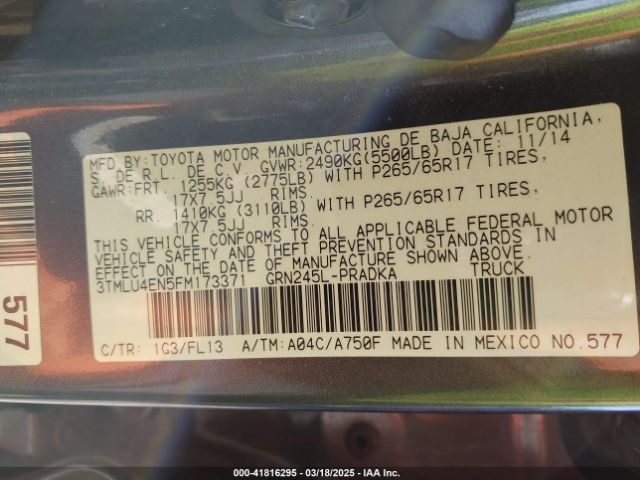 MFD.BY:TOYOTA MOTOR MANUFACTURING DE BAJA CALIFORNIA,
S. DE R.L. DE C.V. GVWR:2490KG(5500LB) DATE: 11/14
GAWR:FRT. 1255KG (2775LB) WITH P265/65R17 TIRES,
17X7.5JJ RIMS
RR. 1410KG (3110LB) WITH P265/65R17 TIRES,
17X7.5JJ RIMS.
THIS VEHICLE CONFORMS TO ALL APPLICABLE FEDERAL MOTOR
VEHICLE SAFETY AND THEFT PREVENTION STANDARDS IN
EFFECT ON THE DATE OF MANUFACTURE SHOWN ABOVE.
3TMLU4EN5FM173371 GRN245L-PRADKA TRUCK
C/TR: 1G3/FL13 A/TM:A04C/A750F MADE IN MEXICO NO.577
577
000-41816295 — 03/18/2025 — IAA Inc.